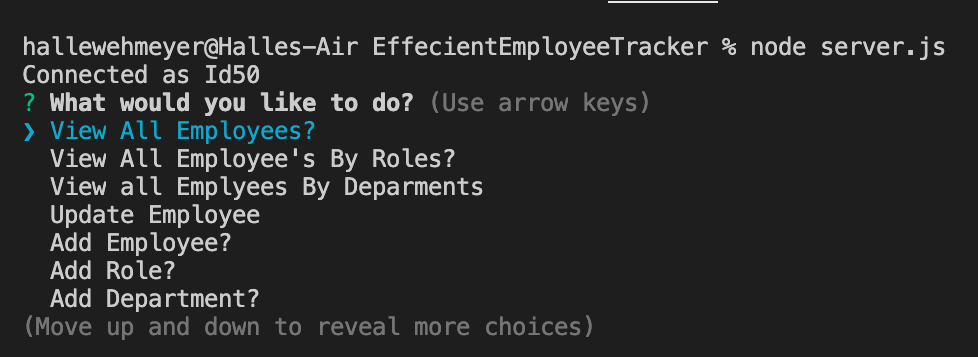 hallewehmeyer@Halles-Air EffecientEmployeeTracker % node server.js
Connected as Id50
? What would you like to do? (Use arrow keys)
❯ View All Employees?
View All Employee's By Roles?
View all Emplyees By Deparments
Update Employee
Add Employee?
Add Role?
Add Department?
(Move up and down to reveal more choices)